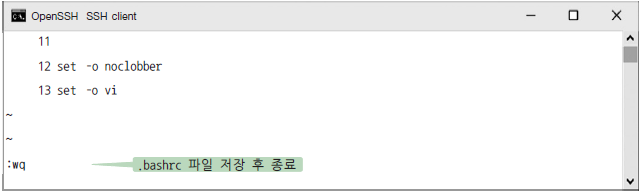 OpenSSH SSH client
11
12 set -o noclobber
13 set -o vi
~
~
:wq .bashrc 파일 저장 후 종료